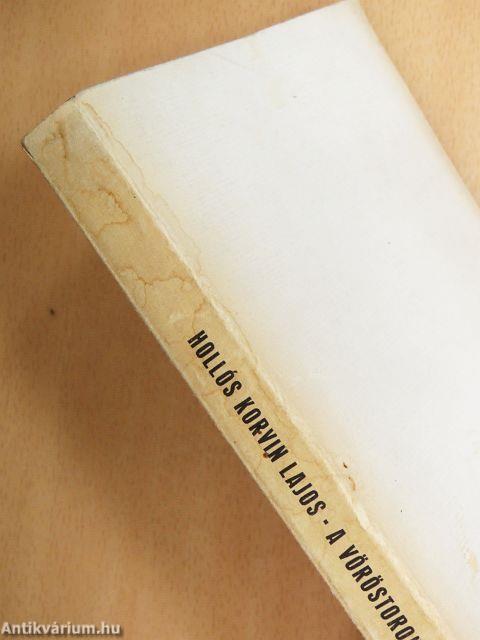 HOLLÓS KORVIN LAJOS - A VÖRÖSTORO
Antikvárium.hu